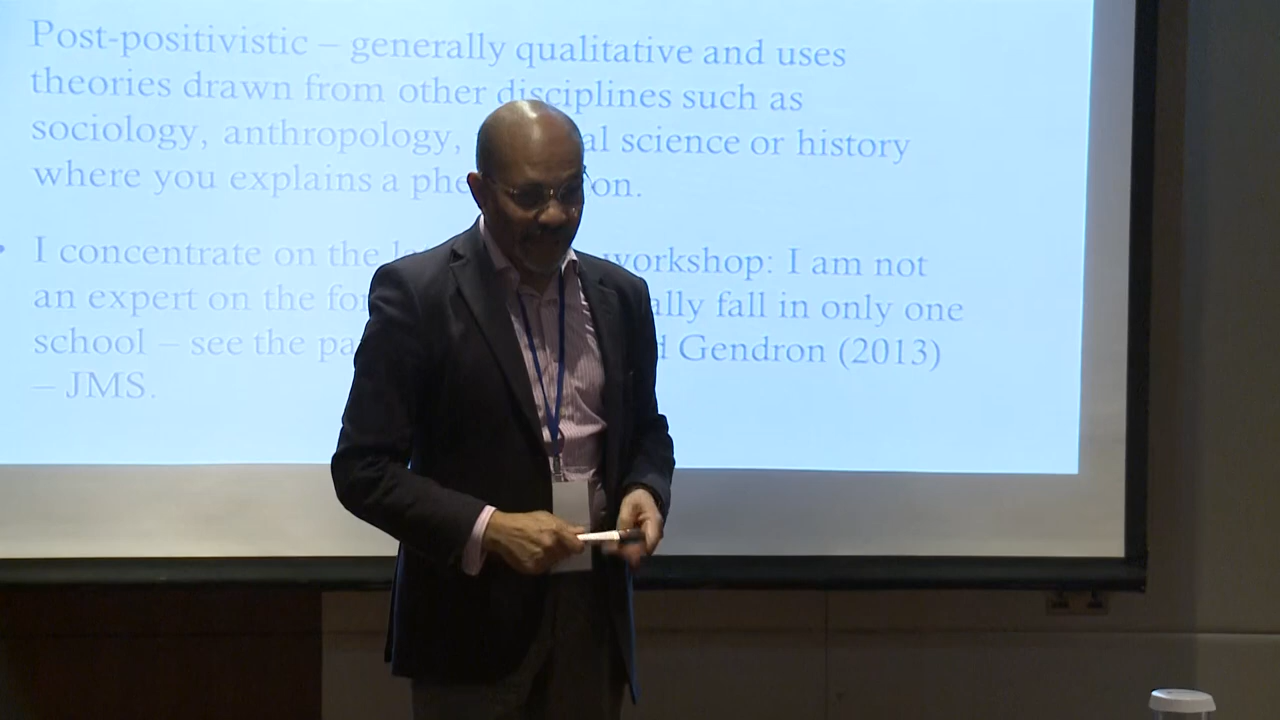 Post-positivistic – generally qualitative and uses
theories drawn from other disciplines such as
sociology, anthropology, al science or history
where you explains a phe on.
• I concentrate on the la workshop: I am not
an expert on the for ally fall in only one
school – see the pa d Gendron (2013)
– JMS.